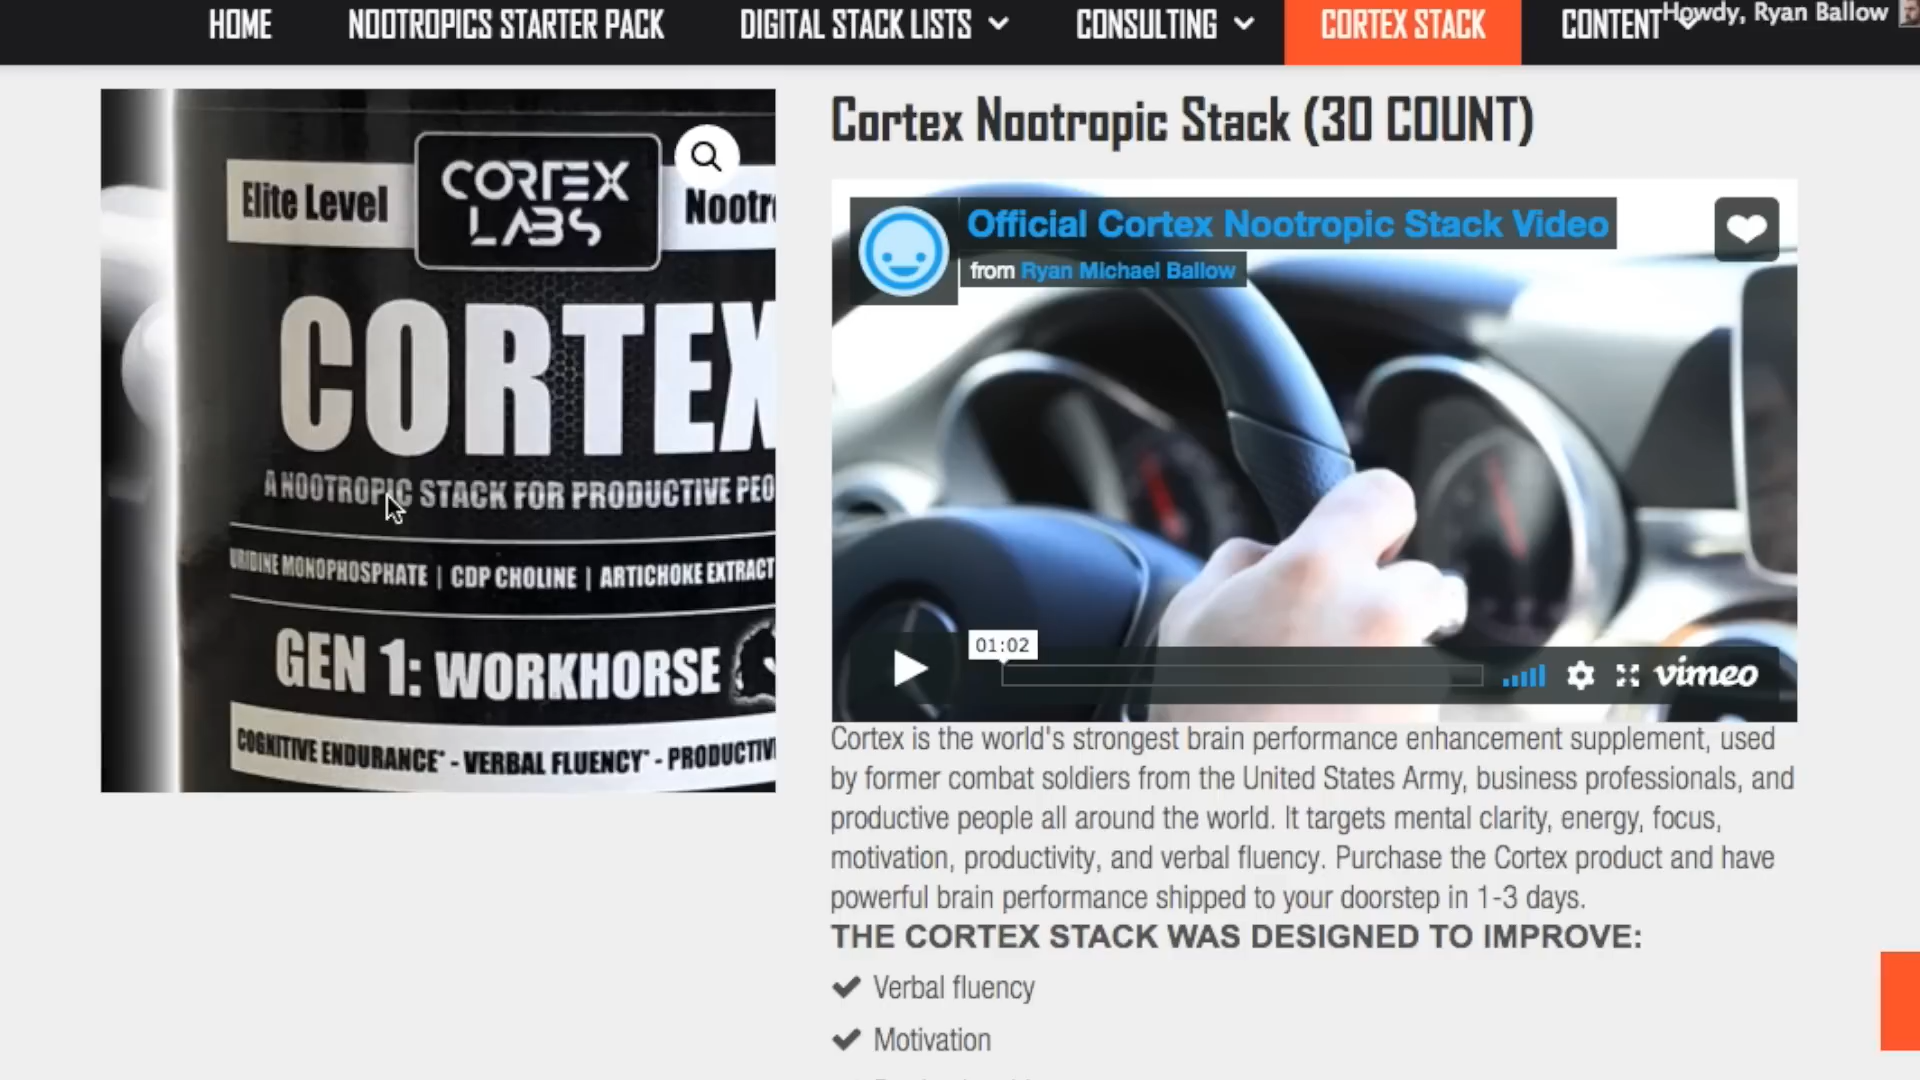 HOME NOOTROPICS STARTER PACK DIGITAL STACK LISTS CONSULTING CORTEX STACK CONTENT Howdy, Ryan Ballow
Elite Level
CORTEX
LABS
CORTEX
A NOOTROPIC STACK FOR PRODUCTIVE
URIDINE MONOPHOSPHATE | CDP CHOLINE | ARTICHOKE EXTRACT
GEN 1: WORKHORSE
COGNITIVE ENDURANCE* - VERBAL FLUENCY* -
Cortex Nootropic Stack (30 COUNT)
Official Cortex Nootropic Stack Video
from Ryan Michael Ballow
01:02
vimeo
Cortex is the world's strongest brain performance enhancement supplement, used
by former combat soldiers from the United States Army, business professionals, and
productive people all around the world. It targets mental clarity, energy, focus,
motivation, productivity, and verbal fluency. Purchase the Cortex product and have
powerful brain performance shipped to your doorstep in 1-3 days.
THE CORTEX STACK WAS DESIGNED TO IMPROVE:
Verbal fluency
Motivation